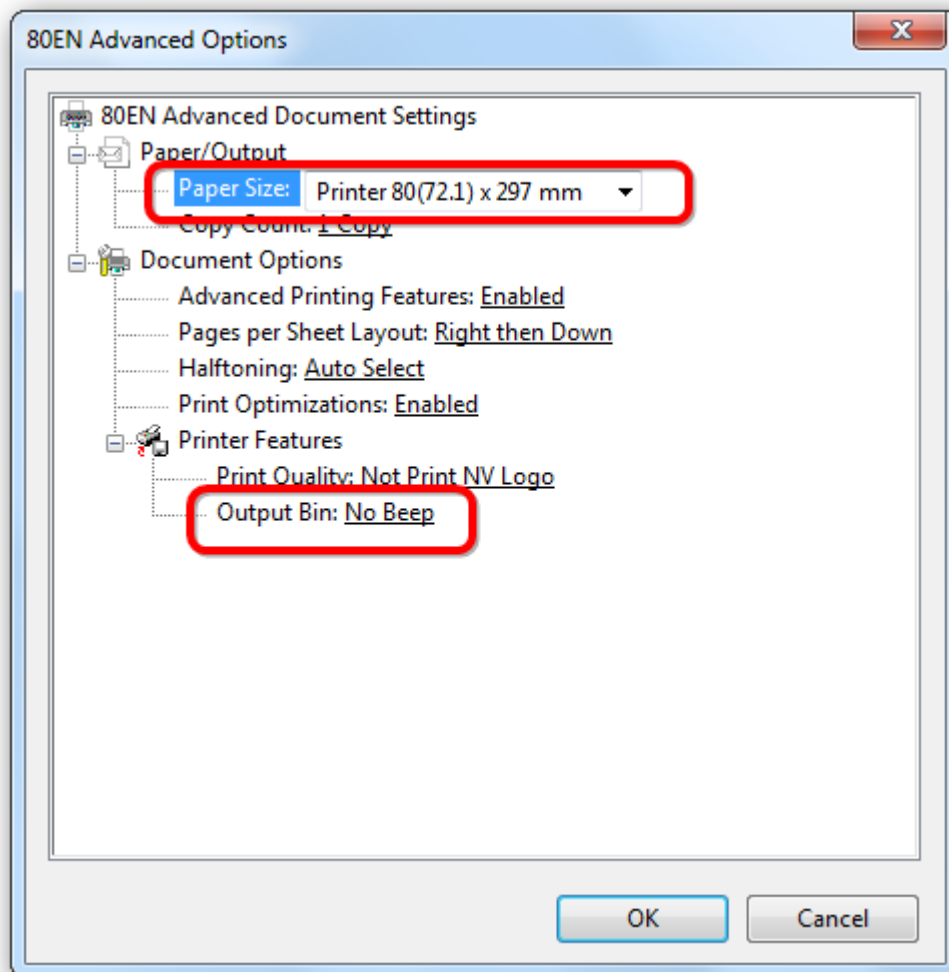 80EN Advanced Options
80EN Advanced Document Settings
Paper/Output
Paper Size: Printer 80(72.1) x 297 mm
Copy Count: 1 Copy
Document Options
Advanced Printing Features: Enabled
Pages per Sheet Layout: Right then Down
Halftoning: Auto Select
Print Optimizations: Enabled
Printer Features
Print Quality: Not Print NV Logo
Output Bin: No Beep
OK Cancel